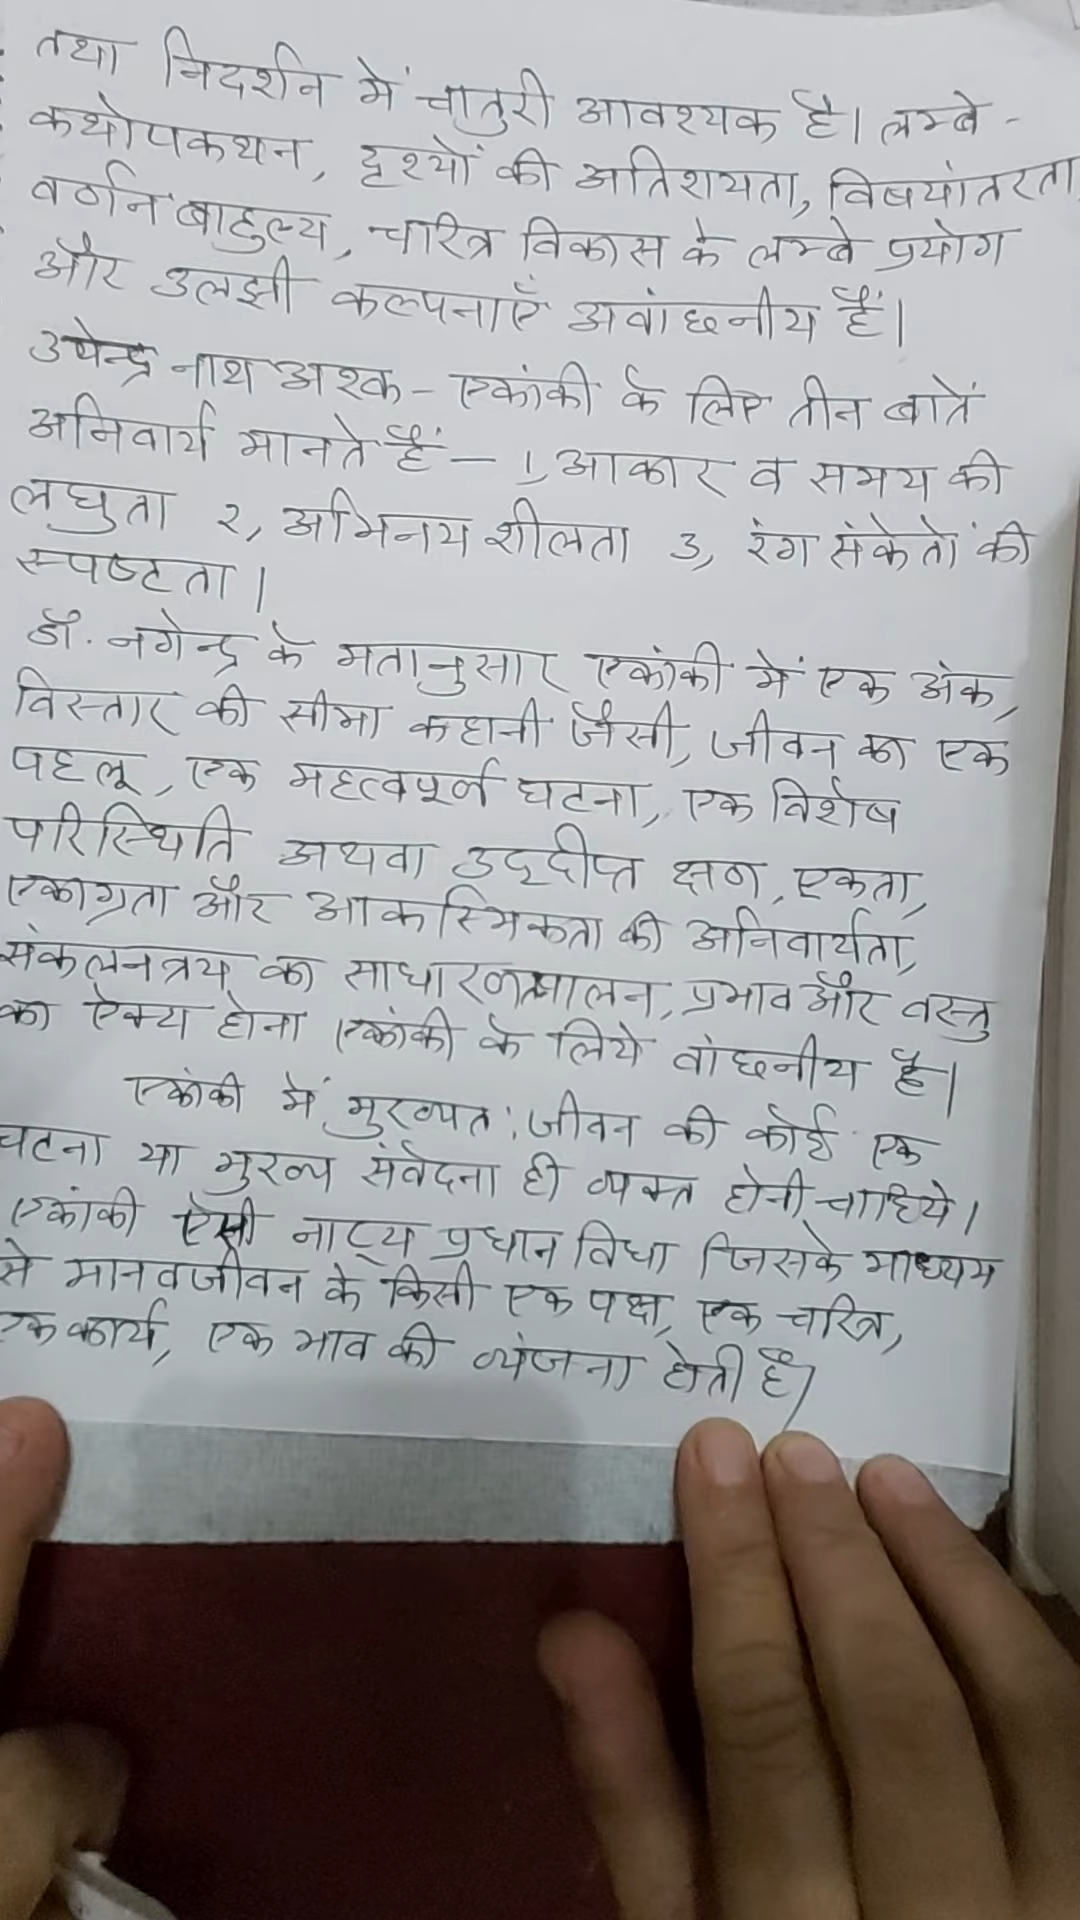 तथा निदर्शन में चातुरी आवश्यक है। लम्बे -
कथोपकथन, दृश्यों की अतिशयता, विषयांतरता,
वर्णन बाहुल्य, चारित्र विकास के लम्बे प्रयोग
और उलझी कल्पनाएँ अवांछनीय हैं।
उपेन्द्र नाथ अश्क - एकांकी के लिए तीन बातें
अनिवार्य मानते हैं - 1, आकार व समय की
लघुता 2, अभिनय शीलता 3, रंग संकेतों की
स्पष्टता।
डॉ. नगेन्द्र के मतानुसार एकांकी में एक अंक,
विस्तार की सीमा कहानी जैसी, जीवन का एक
पहलू, एक महत्वपूर्ण घटना, एक विशेष
परिस्थिति अथवा उद्दीप्त क्षण, एकता,
एकाग्रता और आकस्मिकता की अनिवार्यता,
संकलनत्रय का साधारण पालन, प्रभाव और वस्तु
का ऐक्य होना एकांकी के लिये वांछनीय है।
एकांकी में मुख्यत: जीवन की कोई एक
घटना या मुख्य संवेदना ही व्यक्त होनी चाहिये।
एकांकी ऐसी नाट्य प्रधान विधा जिसके माध्यम
से मानवजीवन के किसी एक पक्ष, एक चरित्र,
एक कार्य, एक भाव की व्यंजना होती है।